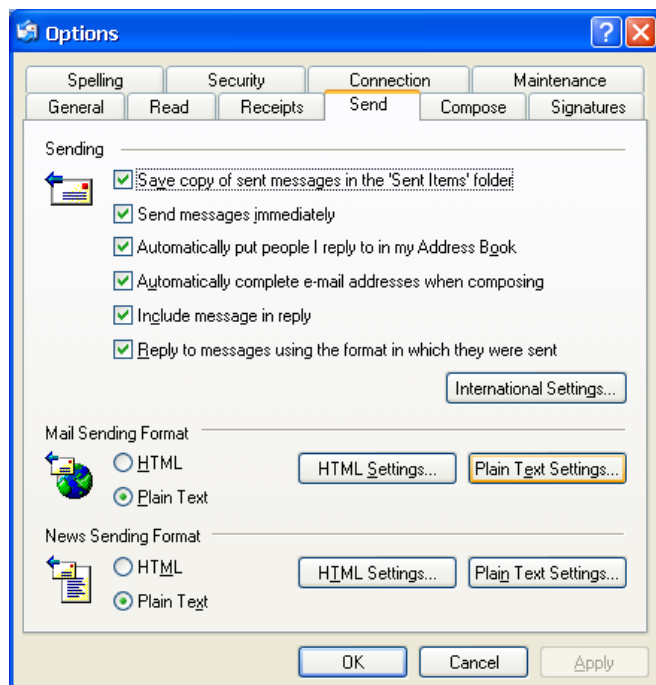 Options
Spelling Security Connection Maintenance
General Read Receipts Send Compose Signatures
Sending
Save copy of sent messages in the 'Sent Items' folder
Send messages immediately
Automatically put people I reply to in my Address Book
Automatically complete e-mail addresses when composing
Include message in reply
Reply to messages using the format in which they were sent
International Settings...
Mail Sending Format
HTML HTML Settings... Plain Text Settings...
Plain Text
News Sending Format
HTML HTML Settings... Plain Text Settings...
Plain Text
OK Cancel Apply